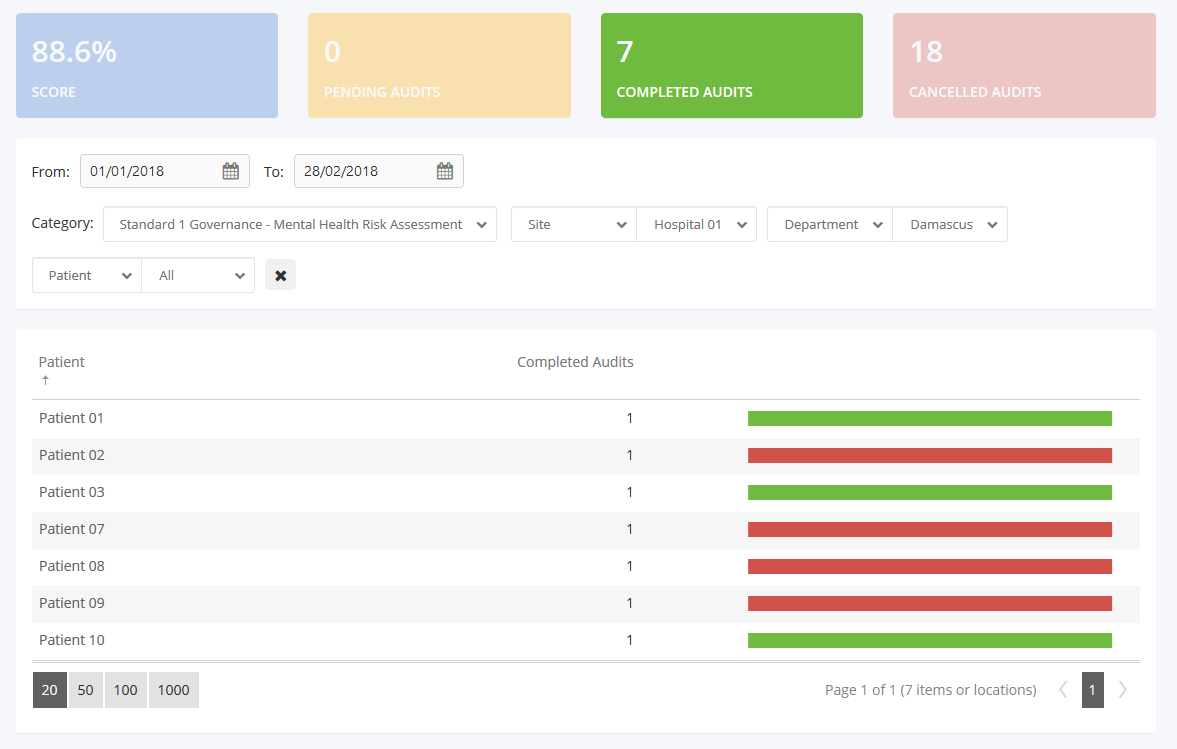 88.6%
SCORE
0
PENDING AUDITS
7
COMPLETED AUDITS
18
CANCELLED AUDITS
From: 01/01/2018 To: 28/02/2018
Category: Standard 1 Governance - Mental Health Risk Assessment Site Hospital 01 Department Damascus
Patient All
Patient Completed Audits
Patient 01 1
Patient 02 1
Patient 03 1
Patient 07 1
Patient 08 1
Patient 09 1
Patient 10 1
20 50 100 1000 Page 1 of 1 (7 items or locations) 1